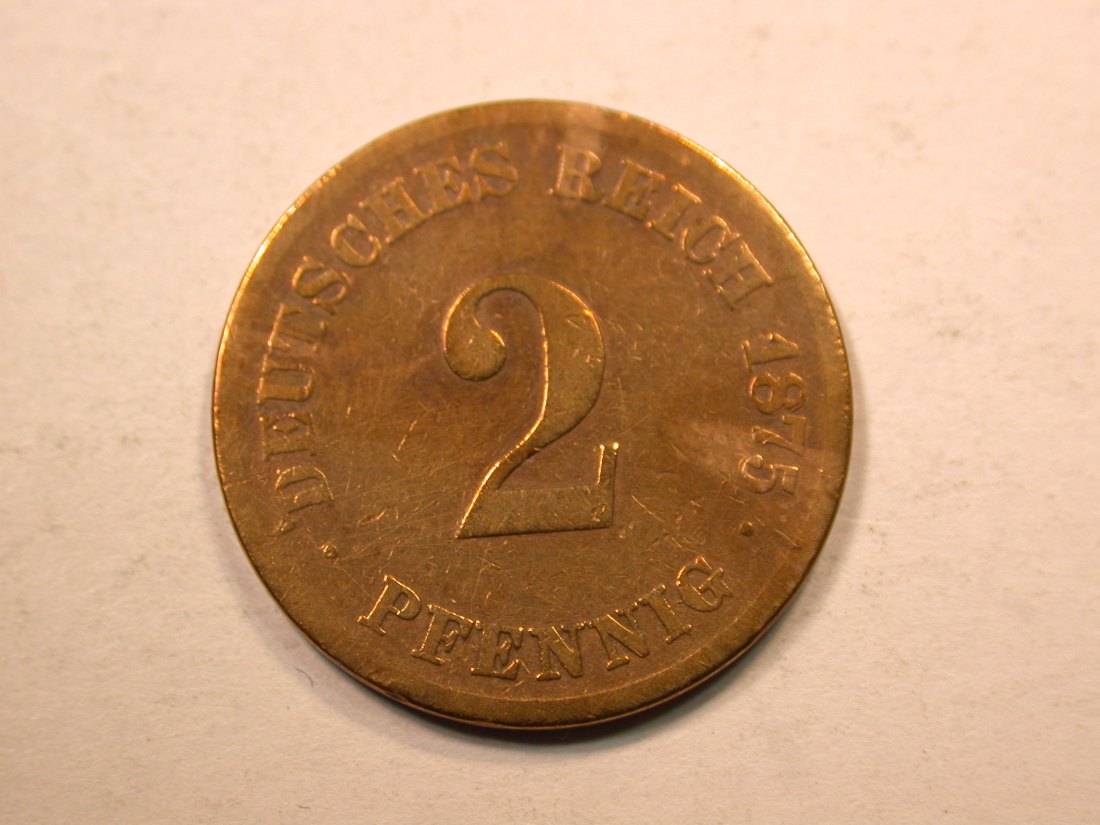 DEUTSCHES REICH 1875
2
PFENNIG